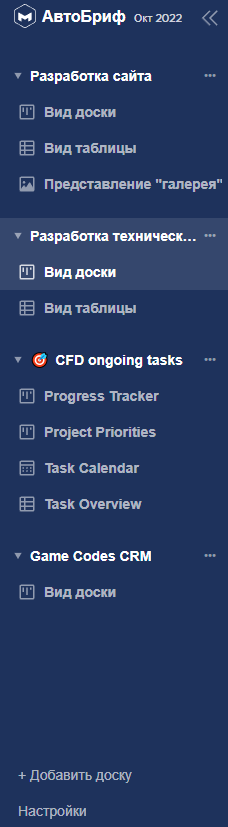 АвтоБриф Окт 2022
Разработка сайта
Вид доски
Вид таблицы
Представление "галерея"
Разработка техническ...
Вид доски
Вид таблицы
CFD ongoing tasks
Progress Tracker
Project Priorities
Task Calendar
Task Overview
Game Codes CRM
Вид доски
+ Добавить доску
Настройки